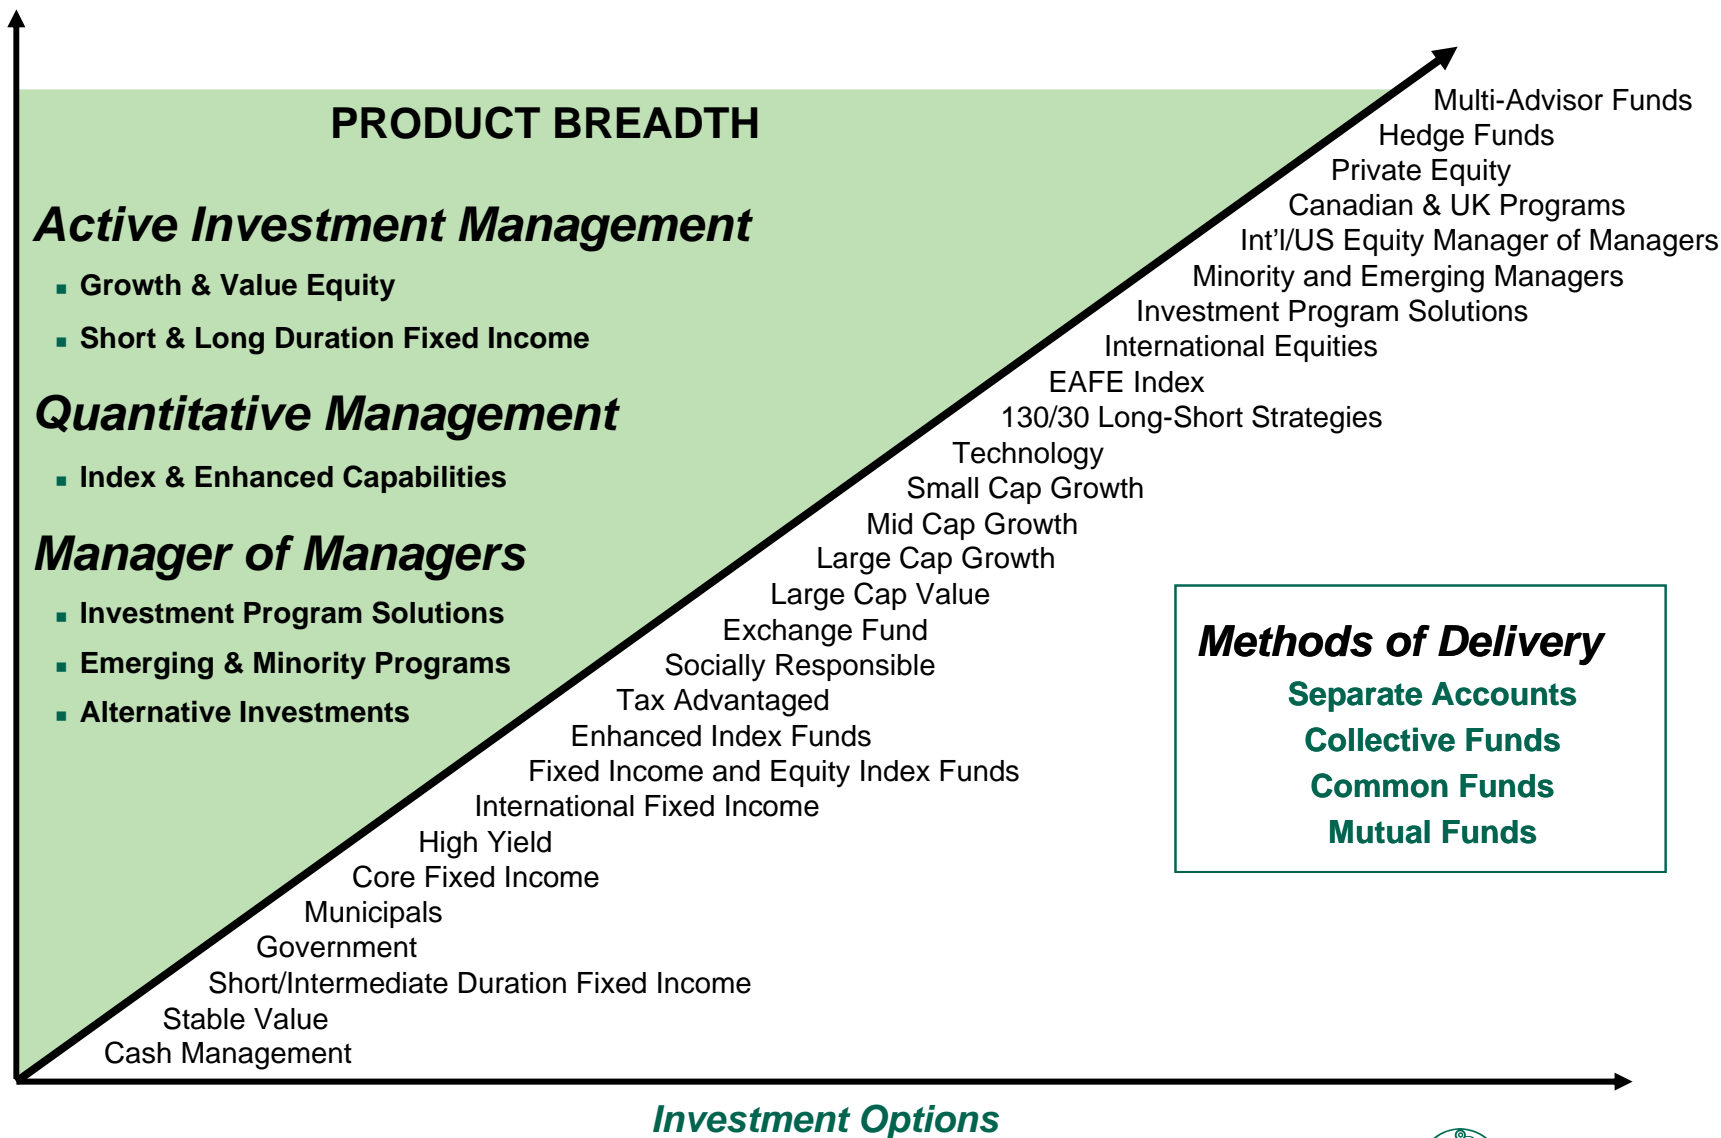 PRODUCT BREADTH
Active Investment Management
Growth & Value Equity
Short & Long Duration Fixed Income
Quantitative Management
Index & Enhanced Capabilities
Manager of Managers
Investment Program Solutions
Emerging & Minority Programs
Alternative Investments
Multi-Advisor Funds
Hedge Funds
Private Equity
Canadian & UK Programs
Int'l/US Equity Manager of Managers
Minority and Emerging Managers
Investment Program Solutions
International Equities
EAFE Index
130/30 Long-Short Strategies
Technology
Small Cap Growth
Mid Cap Growth
Large Cap Growth
Large Cap Value
Exchange Fund
Socially Responsible
Tax Advantaged
Enhanced Index Funds
Fixed Income and Equity Index Funds
International Fixed Income
High Yield
Core Fixed Income
Municipals
Government
Short/Intermediate Duration Fixed Income
Stable Value
Cash Management
Methods of Delivery
Separate Accounts
Collective Funds
Common Funds
Mutual Funds
Investment Options